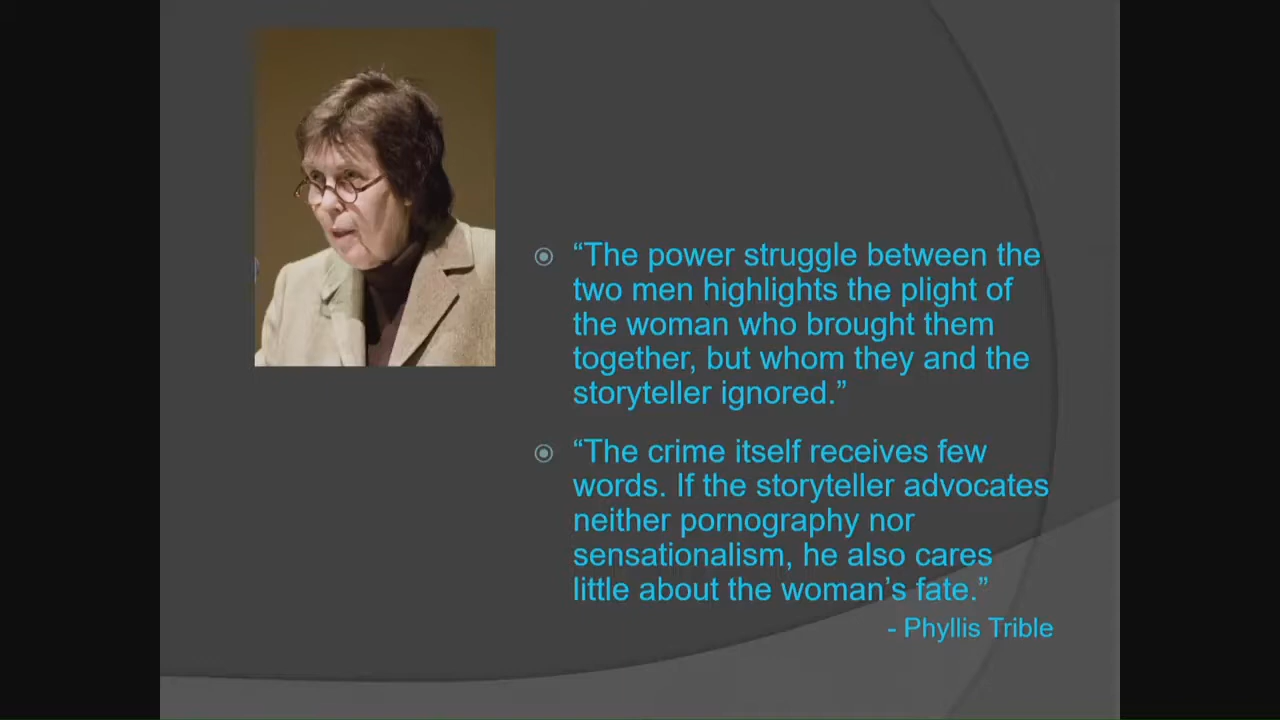 “The power struggle between the
two men highlights the plight of
the woman who brought them
together, but whom they and the
storyteller ignored.”
“The crime itself receives few
words. If the storyteller advocates
neither pornography nor
sensationalism, he also cares
little about the woman’s fate.”
- Phyllis Trible